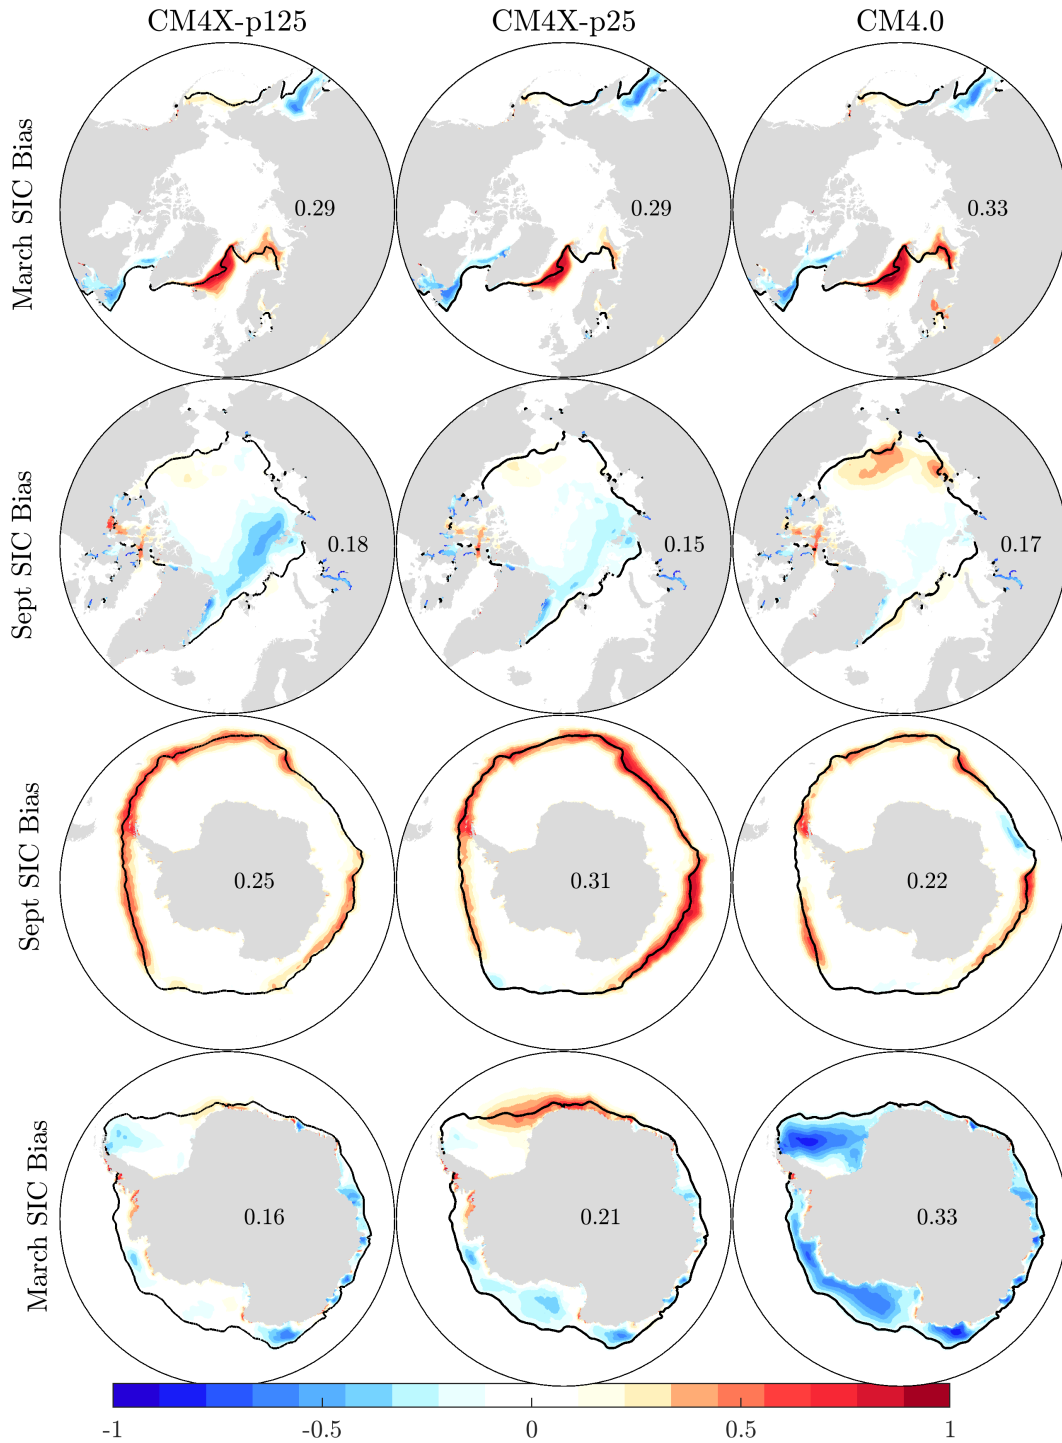 CM4X-p125 CM4X-p25 CM4.0
March SIC Bias
0.29 0.29 0.33
Sept SIC Bias
0.18 0.15 0.17
Sept SIC Bias
0.25 0.31 0.22
March SIC Bias
0.16 0.21 0.33
-1 -0.5 0 0.5 1